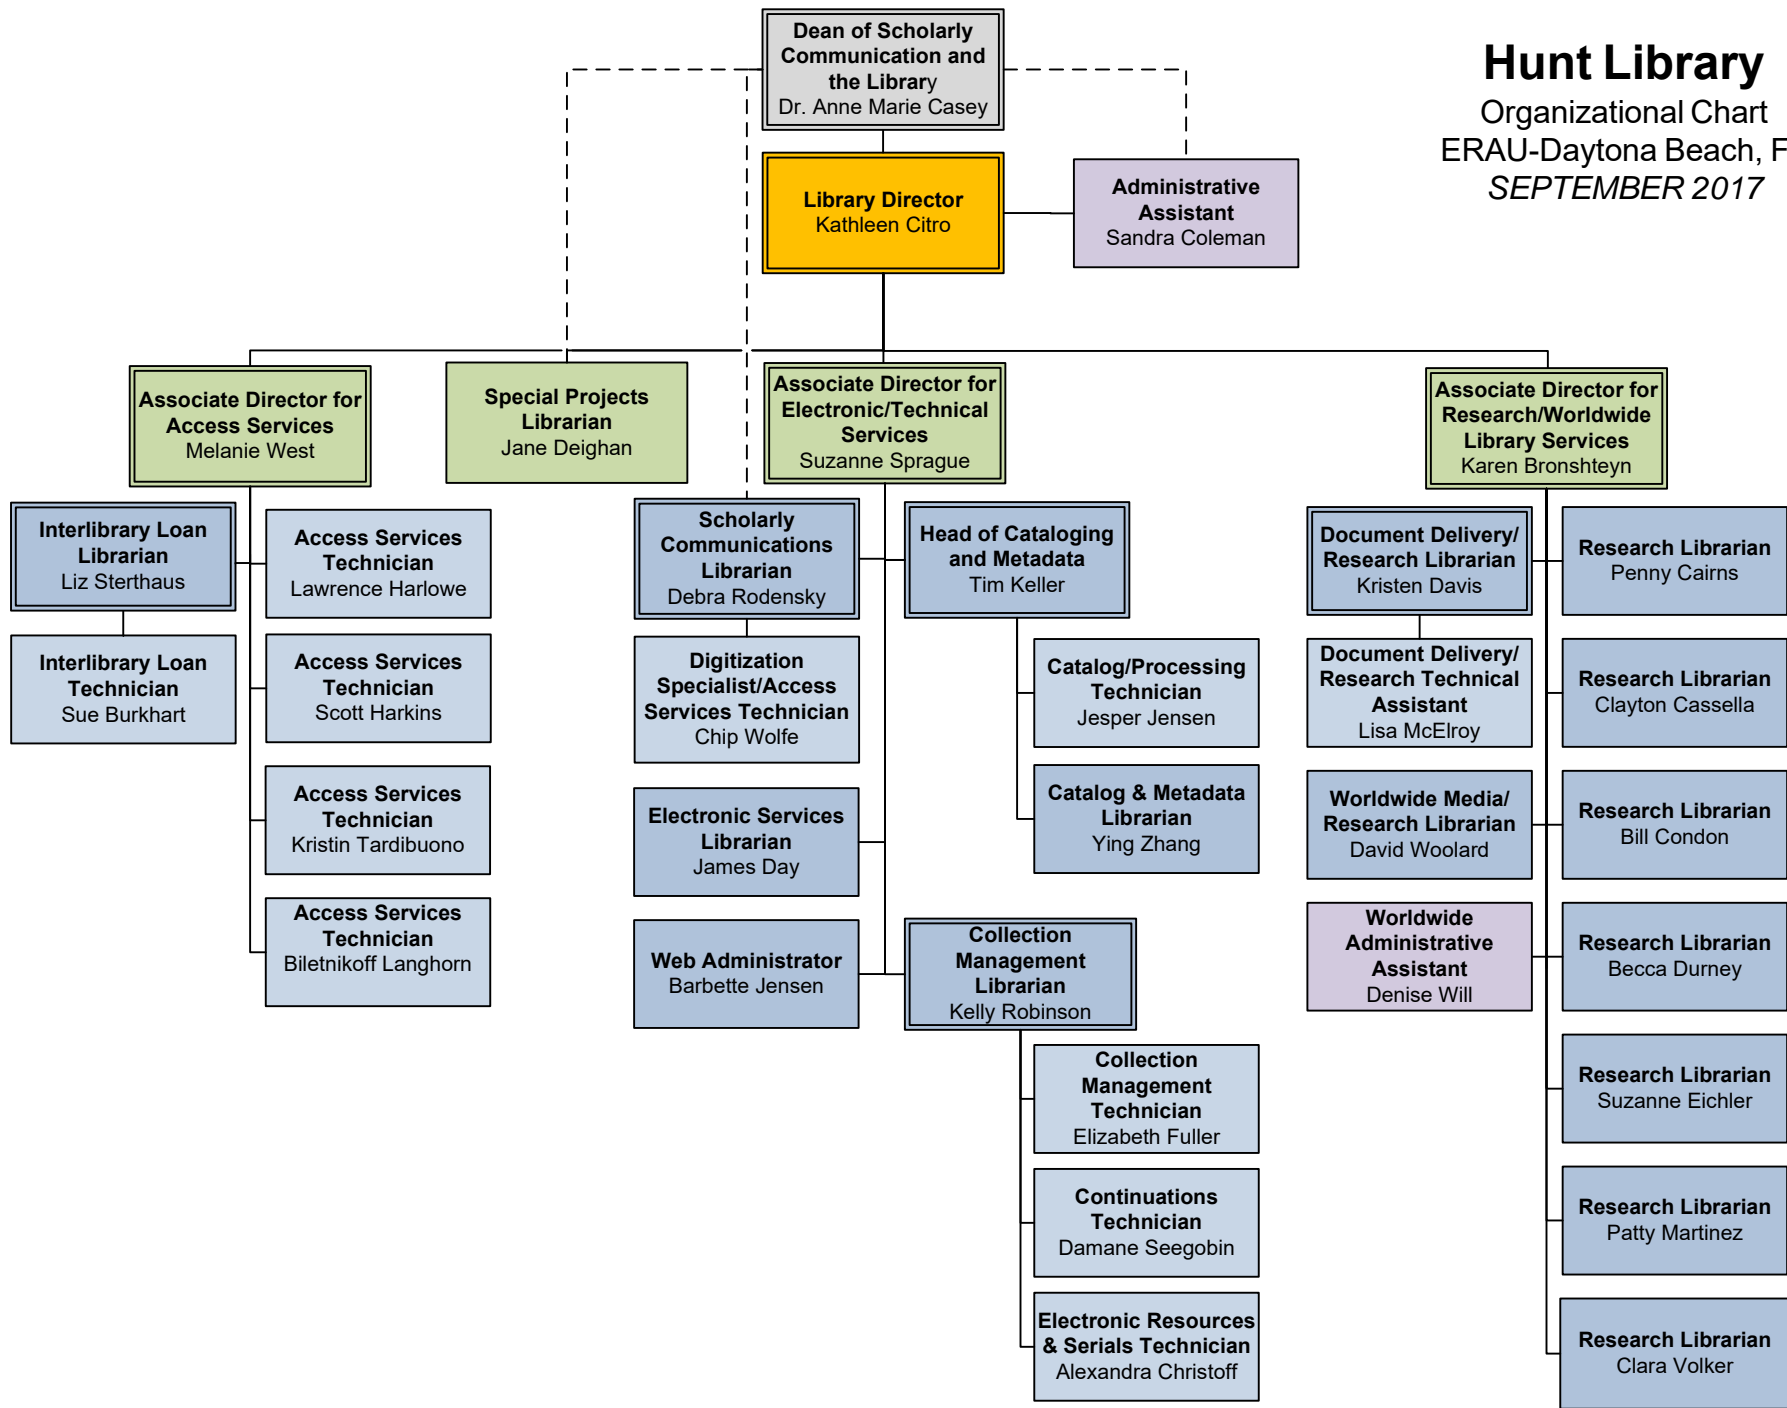 Dean of Scholarly
Communication and
the Library
Dr. Anne Marie Casey
Hunt Library
Organizational Chart
ERAU-Daytona Beach, F
SEPTEMBER 2017
Library Director
Kathleen Citro
Administrative
Assistant
Sandra Coleman
Associate Director for
Access Services
Melanie West
Special Projects
Librarian
Jane Deighan
Associate Director for
Electronic/Technical
Services
Suzanne Sprague
Associate Director for
Research/Worldwide
Library Services
Karen Bronshteyn
Interlibrary Loan
Librarian
Liz Sterthaus
Interlibrary Loan
Technician
Sue Burkhart
Access Services
Technician
Lawrence Harlowe
Access Services
Technician
Scott Harkins
Access Services
Technician
Kristin Tardibuono
Access Services
Technician
Biletnikoff Langhorn
Scholarly
Communications
Librarian
Debra Rodensky
Digitization
Specialist/Access
Services Technician
Chip Wolfe
Electronic Services
Librarian
James Day
Web Administrator
Barbette Jensen
Head of Cataloging
and Metadata
Tim Keller
Catalog/Processing
Technician
Jesper Jensen
Catalog & Metadata
Librarian
Ying Zhang
Collection
Management
Librarian
Kelly Robinson
Collection
Management
Technician
Elizabeth Fuller
Continuations
Technician
Damane Seegobin
Electronic Resources
& Serials Technician
Alexandra Christoff
Document Delivery/
Research Librarian
Kristen Davis
Document Delivery/
Research Technical
Assistant
Lisa McElroy
Worldwide Media/
Research Librarian
David Woolard
Worldwide
Administrative
Assistant
Denise Will
Research Librarian
Penny Cairns
Research Librarian
Clayton Cassella
Research Librarian
Bill Condon
Research Librarian
Becca Durney
Research Librarian
Suzanne Eichler
Research Librarian
Patty Martinez
Research Librarian
Clara Volker